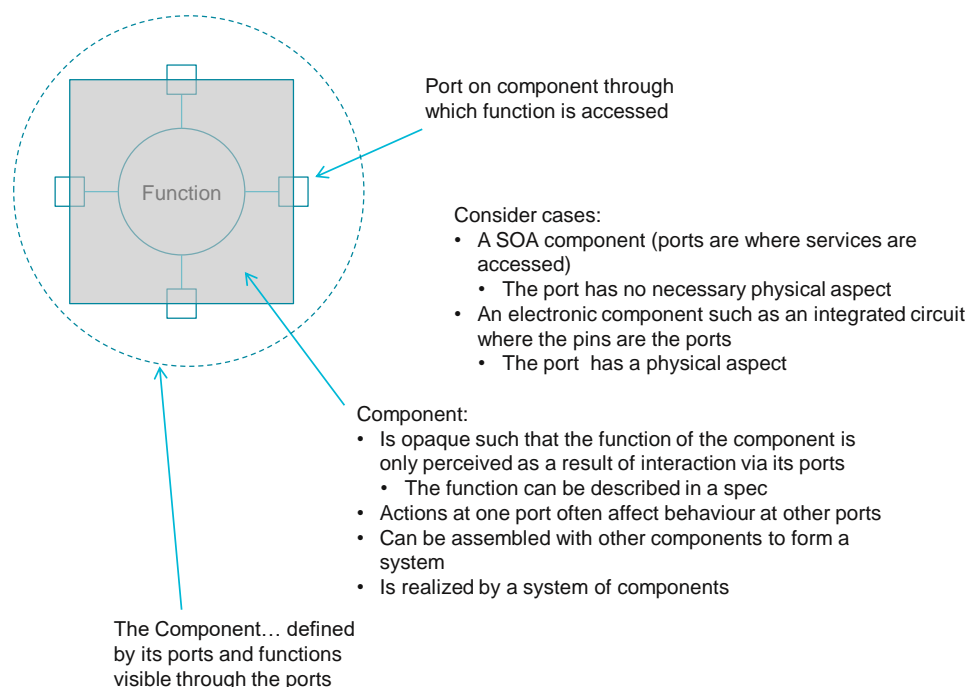 Function
Port on component through
which function is accessed
Consider cases:
• A SOA component (ports are where services are
accessed)
• The port has no necessary physical aspect
• An electronic component such as an integrated circuit
where the pins are the ports
• The port  has a physical aspect
Component:
• Is opaque such that the function of the component is
only perceived as a result of interaction via its ports
• The function can be described in a spec
• Actions at one port often affect behaviour at other ports
• Can be assembled with other components to form a
system
• Is realized by a system of components
The Component… defined
by its ports and functions
visible through the ports